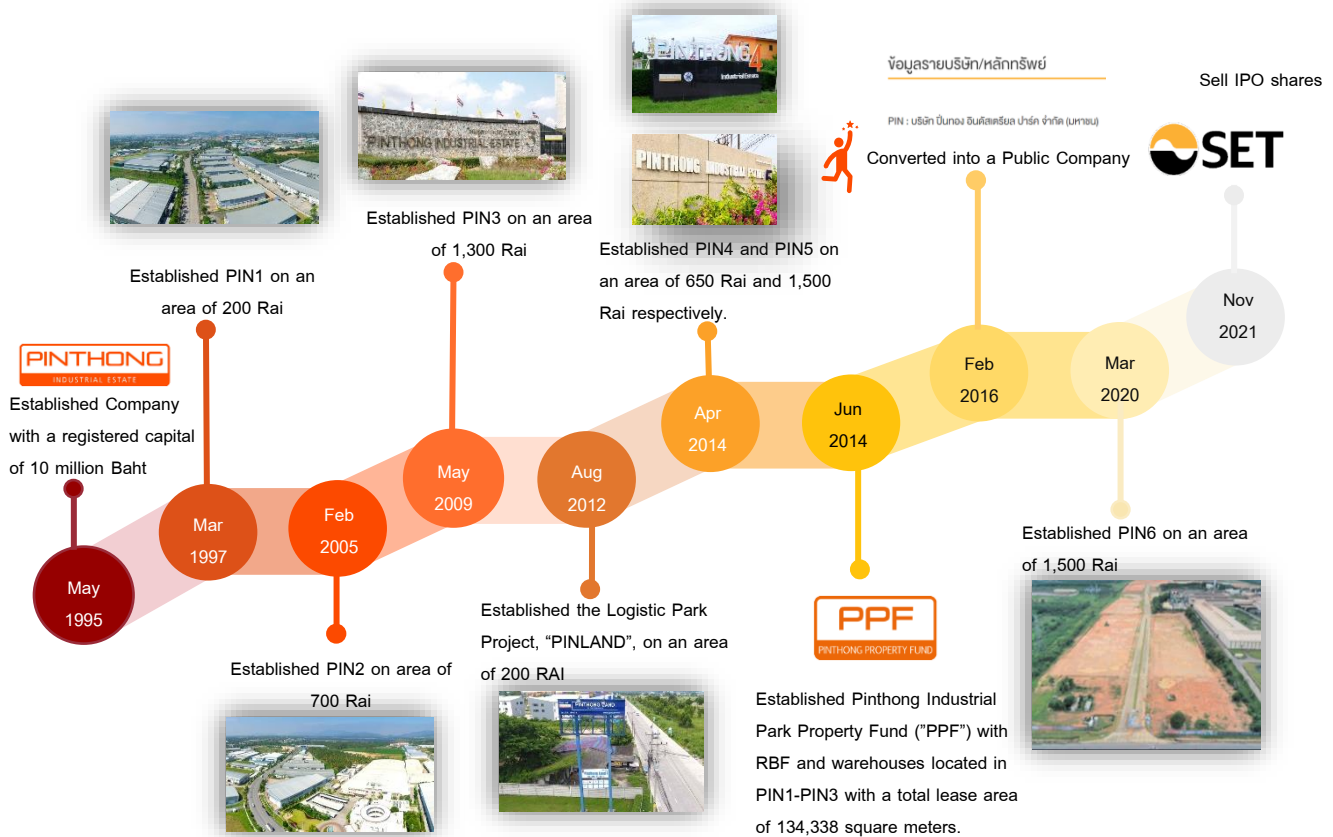 PINTHONG
INDUSTRIAL ESTATE
Established Company
with a registered capital
of 10 million Baht
May
1995
Established PIN1 on an
area of 200 Rai
Mar
1997
Feb
2005
Established PIN2 on area of
700 Rai
PINTHONG INDUSTRIAL ESTATE
Established PIN3 on an area
of 1,300 Rai
May
2009
Aug
2012
Established the Logistic Park
Project, “PINLAND”, on an area
of 200 RAI
PINTHONG LAND
PINTHONG 4
Industrial Estate
PINTHONG INDUSTRIAL PARK
Established PIN4 and PIN5 on
an area of 650 Rai and 1,500
Rai respectively.
Apr
2014
Jun
2014
PPF
PINTHONG PROPERTY FUND
Established Pinthong Industrial
Park Property Fund (”PPF”) with
RBF and warehouses located in
PIN1-PIN3 with a total lease area
of 134,338 square meters.
ข้อมูลรายบริษัท/หลักทรัพย์
PIN : บริษัท ปิ่นทอง อินดัสเตรียล ปาร์ค จำกัด (มหาชน)
Converted into a Public Company
Feb
2016
Mar
2020
Established PIN6 on an area
of 1,500 Rai
Sell IPO shares
SET
Nov
2021